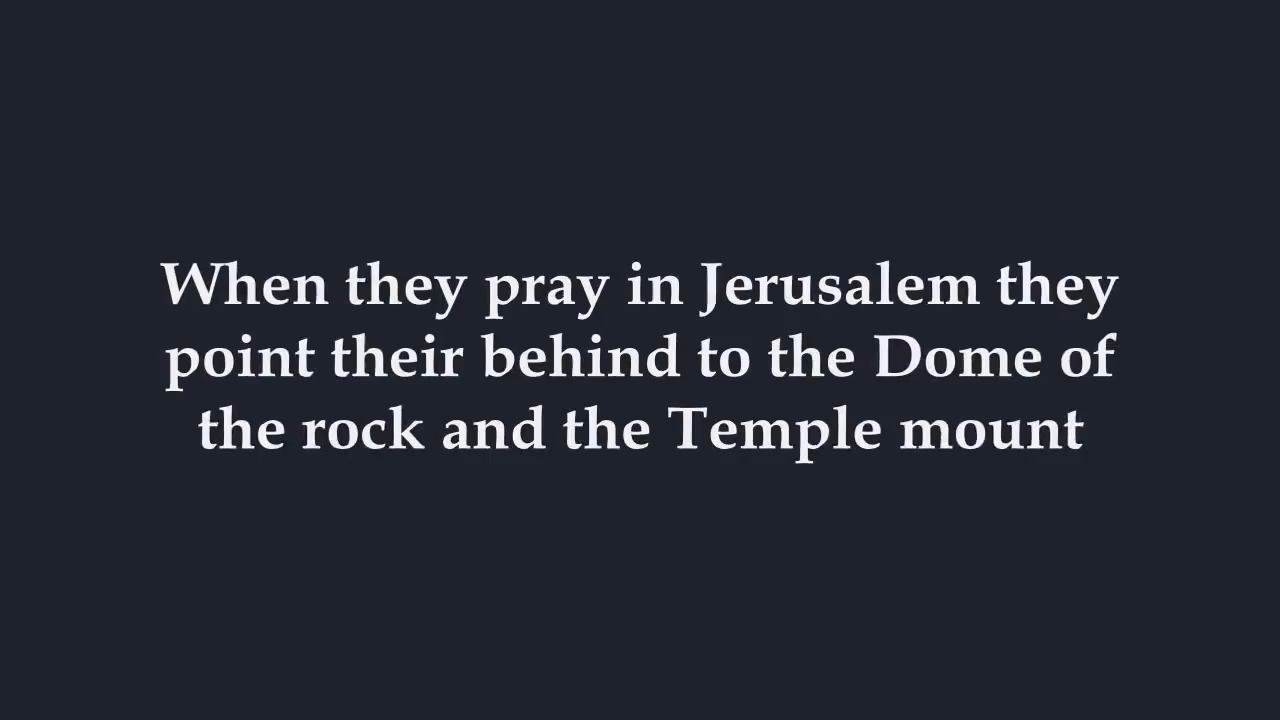 When they pray in Jerusalem they
point their behind to the Dome of
the rock and the Temple mount